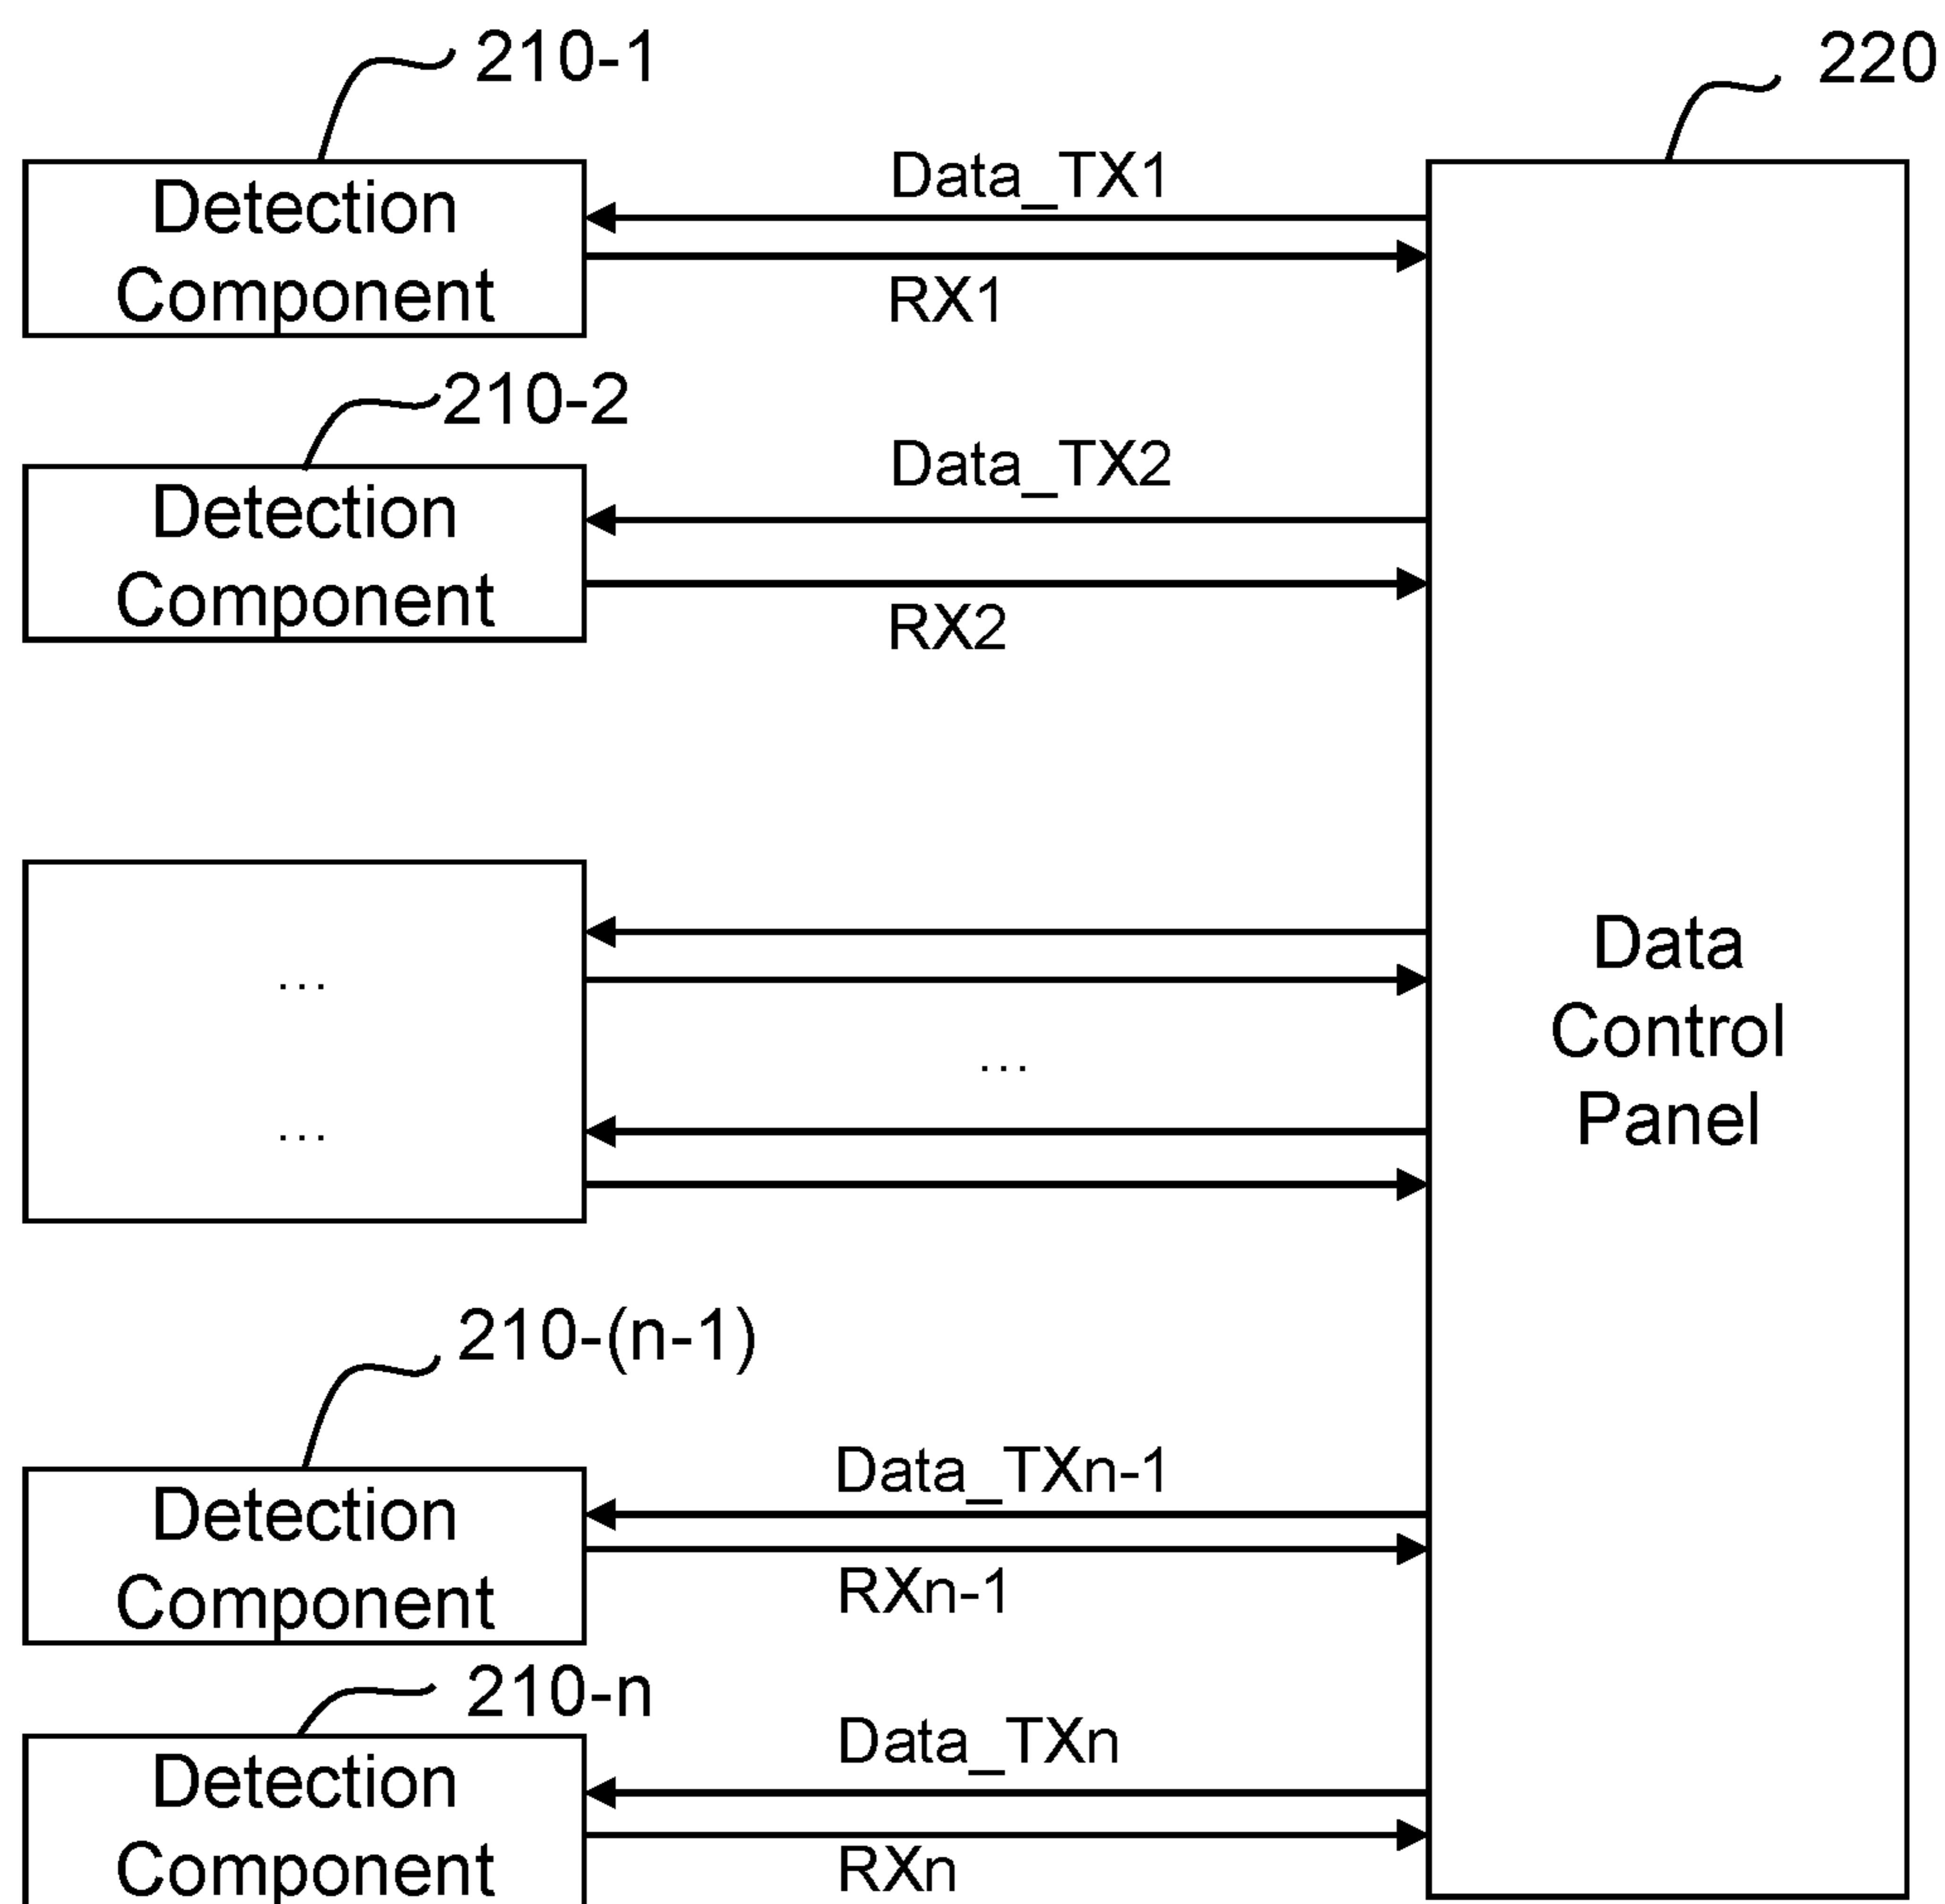 210-1
220
Detection
Component
Data_TX1
RX1
210-2
Detection
Component
Data_TX2
RX2
...
...
...
Data
Control
Panel
210-(n-1)
Detection
Component
Data_TXn-1
RXn-1
210-n
Detection
Component
Data_TXn
RXn